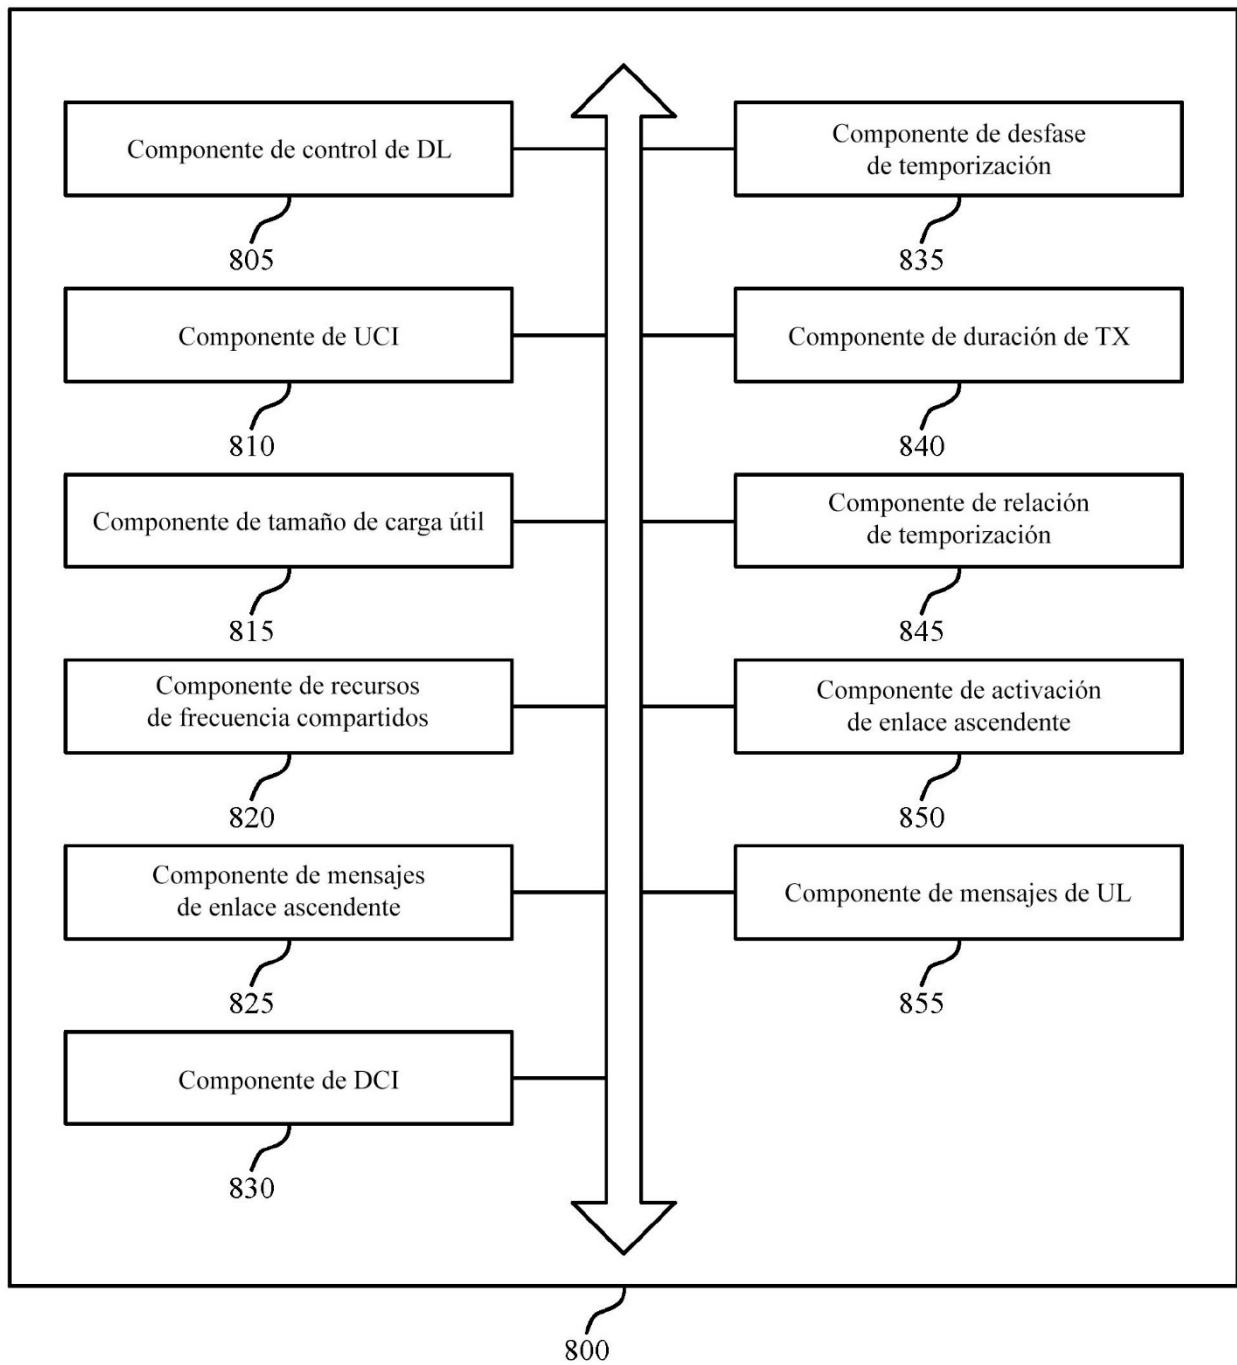 Componente de control de DL
805
Componente de UCI
810
Componente de tamaño de carga útil
815
Componente de recursos
de frecuencia compartidos
820
Componente de mensajes
de enlace ascendente
825
Componente de DCI
830
Componente de desfase
de temporización
835
Componente de duración de TX
840
Componente de relación
de temporización
845
Componente de activación
de enlace ascendente
850
Componente de mensajes de UL
855
800